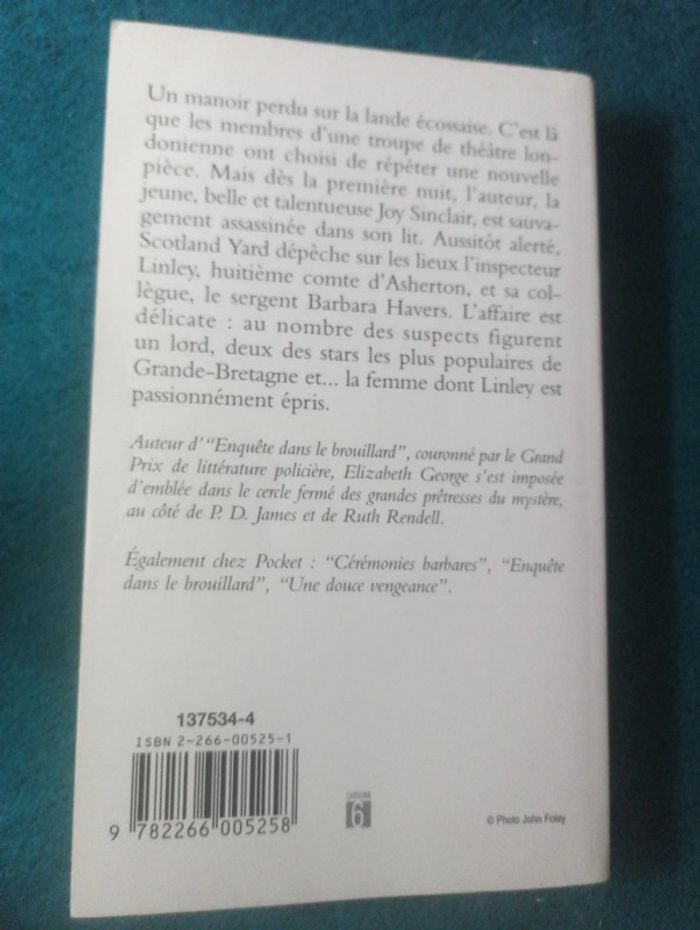 Un manoir perdu sur la lande écossaise. C'est là
que les membres d'une troupe de théâtre lon-
donienne ont choisi de répéter une nouvelle
pièce. Mais dès la première nuit, l'auteur, la
jeune, belle et talentueuse Joy Sinclair, est sauva-
gement assassinée dans son lit. Aussitôt alerté,
Scotland Yard dépêche sur les lieux l'inspecteur
Linley, huitième comte d'Asherton, et sa col-
lègue, le sergent Barbara Havers. L'affaire est
délicate : au nombre des suspects figurent
un lord, deux des stars les plus populaires de
Grande-Bretagne et... la femme dont Linley est
passionnément épris.
Auteur d'"Enquête dans le brouillard", couronné par le Grand
Prix de littérature policière, Elizabeth George s'est imposée
d'emblée dans le cercle fermé des grandes prêtresses du mystère,
au côté de P. D. James et de Ruth Rendell.
Également chez Pocket : "Cérémonies barbares", "Enquête
dans le brouillard", "Une douce vengeance".
137534-4
ISBN 2-266-00525-1
9 782266 005258
CATÉGORIE
6
© Photo John Foley